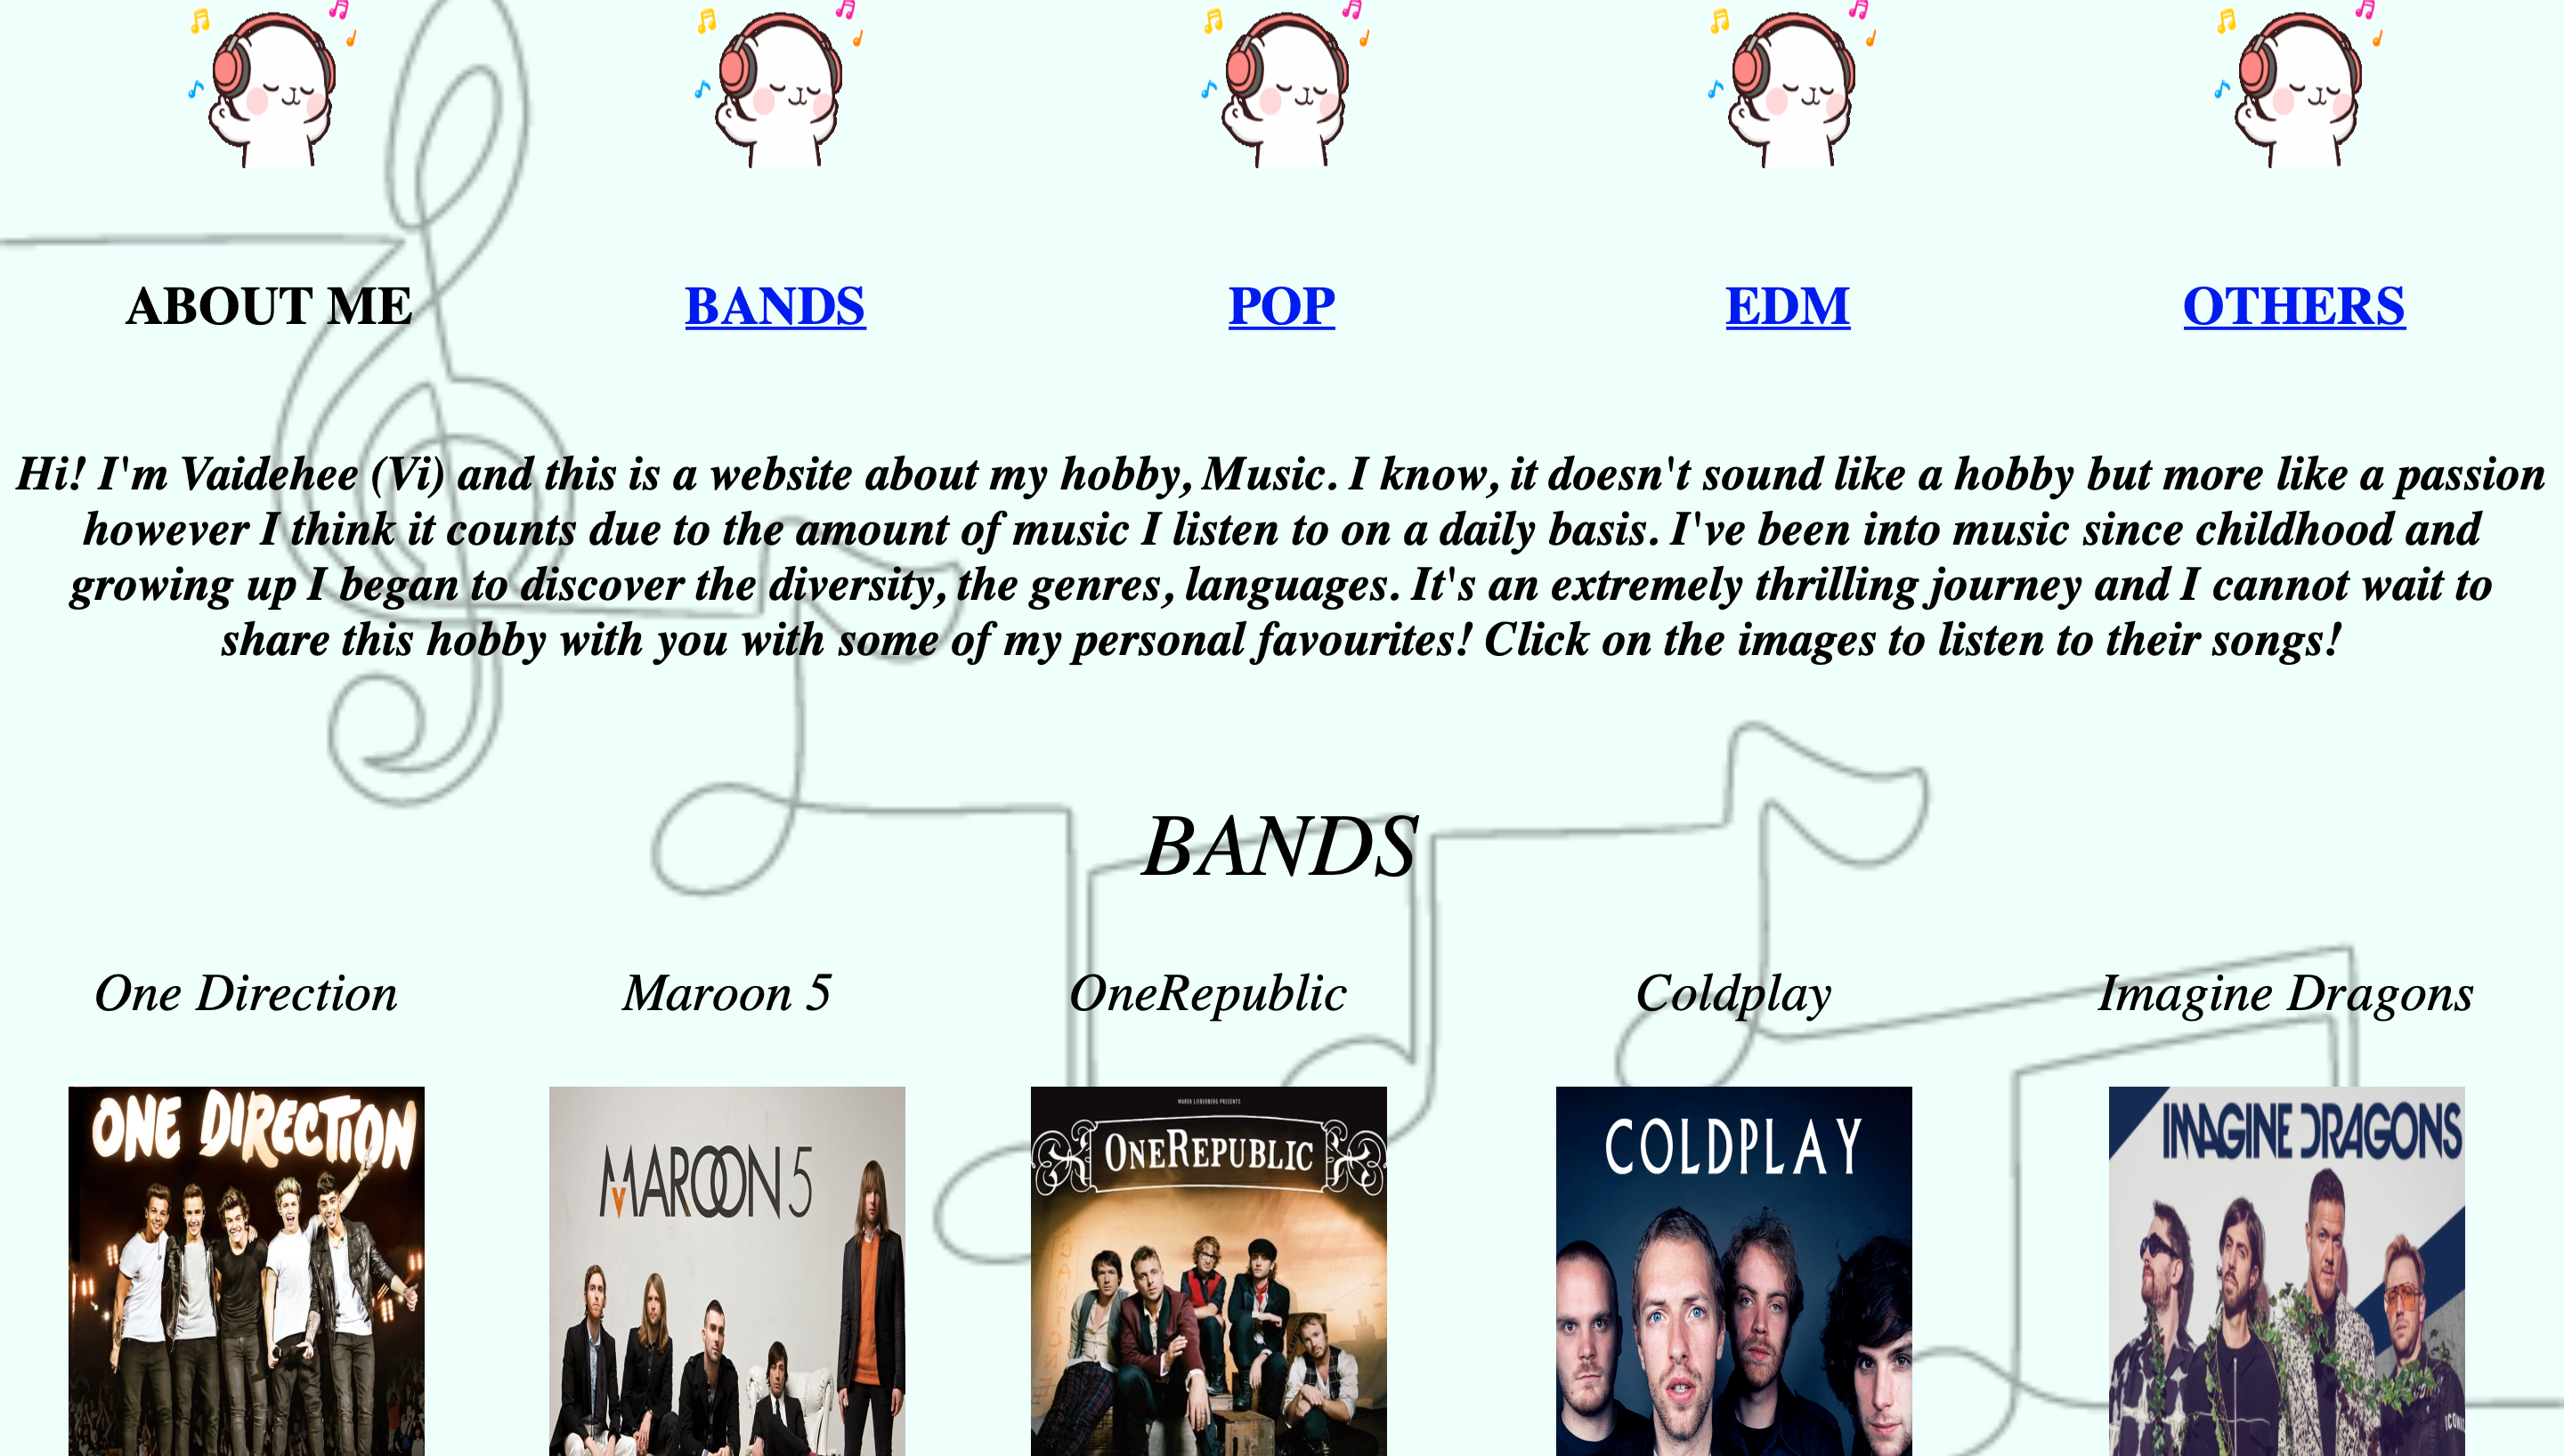 ABOUT ME BANDS POP EDM OTHERS
Hi! I'm Vaidehee (Vi) and this is a website about my hobby, Music. I know, it doesn't sound like a hobby but more like a passion
however I think it counts due to the amount of music I listen to on a daily basis. I've been into music since childhood and
growing up I began to discover the diversity, the genres, languages. It's an extremely thrilling journey and I cannot wait to
share this hobby with you with some of my personal favourites! Click on the images to listen to their songs!
BANDS
One Direction Maroon 5 OneRepublic Coldplay Imagine Dragons
ONE DIRECTION
MAROON 5
MAREK LIEBERBERG PRESENTS
ONEREPUBLIC
COLDPLAY
IMAGINE DRAGONS